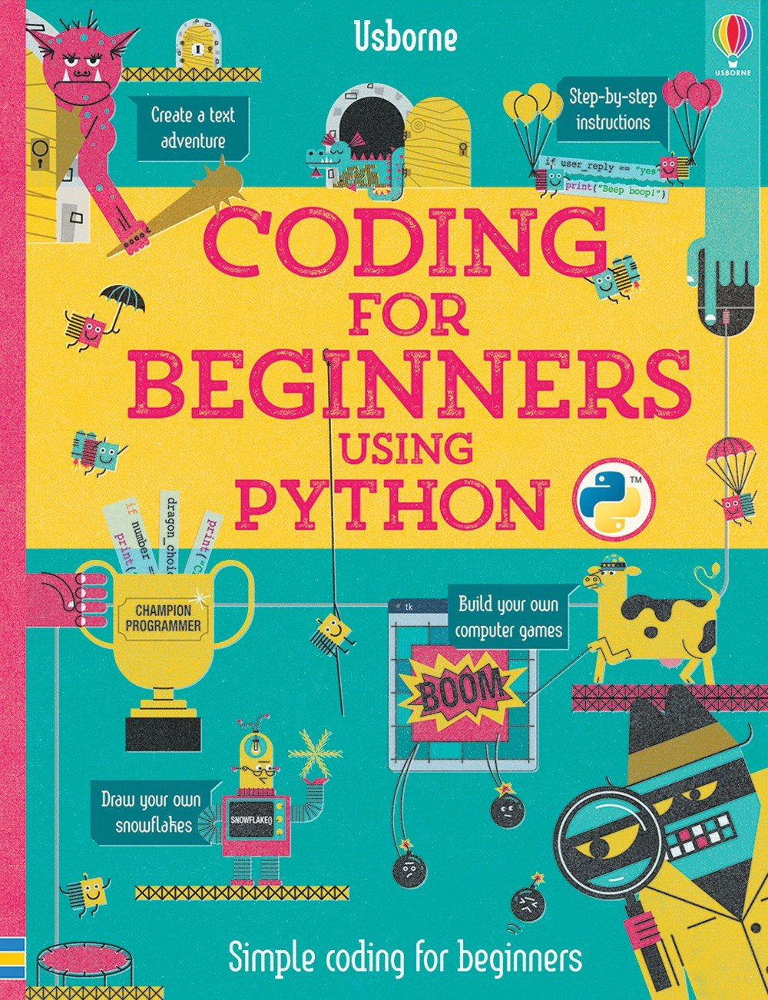 Usborne
USBORNE
1
Create a text
adventure
Step-by-step
instructions
if user_reply == "yes
print("Beep boop!")
CODING
FOR
BEGINNERS
USING
PYTHON
TM
if number ==
print(
dragon_choic
print("C
CHAMPION
PROGRAMMER
tk
Build your own
computer games
BOOM
Draw your own
snowflakes
SNOWFLAKE()
Simple coding for beginners